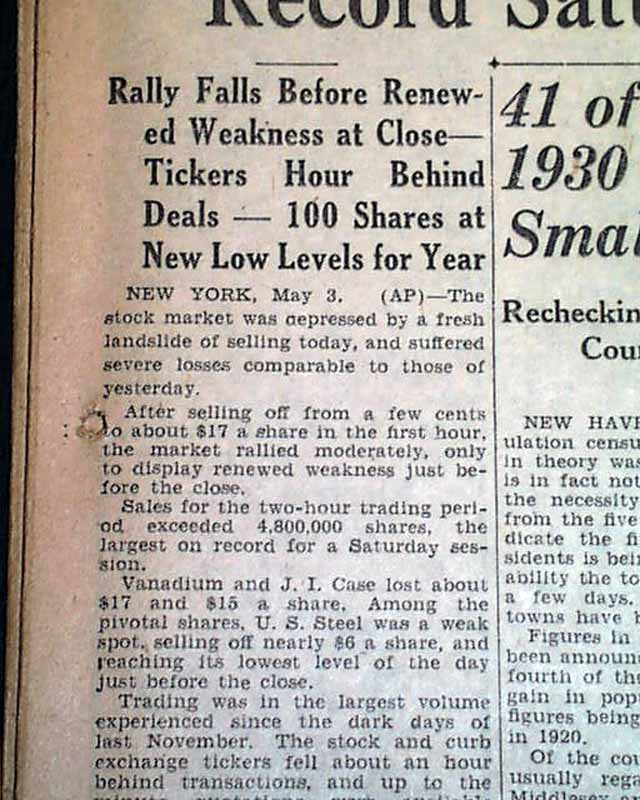 Record Sat
Rally Falls Before Renew-
ed Weakness at Close—
Tickers Hour Behind
Deals — 100 Shares at
New Low Levels for Year
NEW YORK, May 3. (AP)—The
stock market was depressed by a fresh
landslide of selling today, and suffered
severe losses comparable to those of
yesterday.
After selling off from a few cents
to about $17 a share in the first hour,
the market rallied moderately, only
to display renewed weakness just be-
fore the close.
Sales for the two-hour trading peri-
od exceeded 4,800,000 shares, the
largest on record for a Saturday ses-
sion.
Vanadium and J. I. Case lost about
$17 and $15 a share. Among the
pivotal shares, U. S. Steel was a weak
spot, selling off nearly $6 a share, and
reaching its lowest level of the day
just before the close.
Trading was in the largest volume
experienced since the dark days of
last November. The stock and curb
exchange tickers fell about an hour
behind transactions, and up to the
41 of
1930
Smal
Recheckin
Cou
NEW HAV
ulation censu
in theory was
is in fact not
the necessity
from the five
dicate the fi
sidents is bei
ability the to
a few days.
towns have b
Figures in
been announ
fourth of the
gain in pop
figures being
in 1920.
Of the cou
usually rega